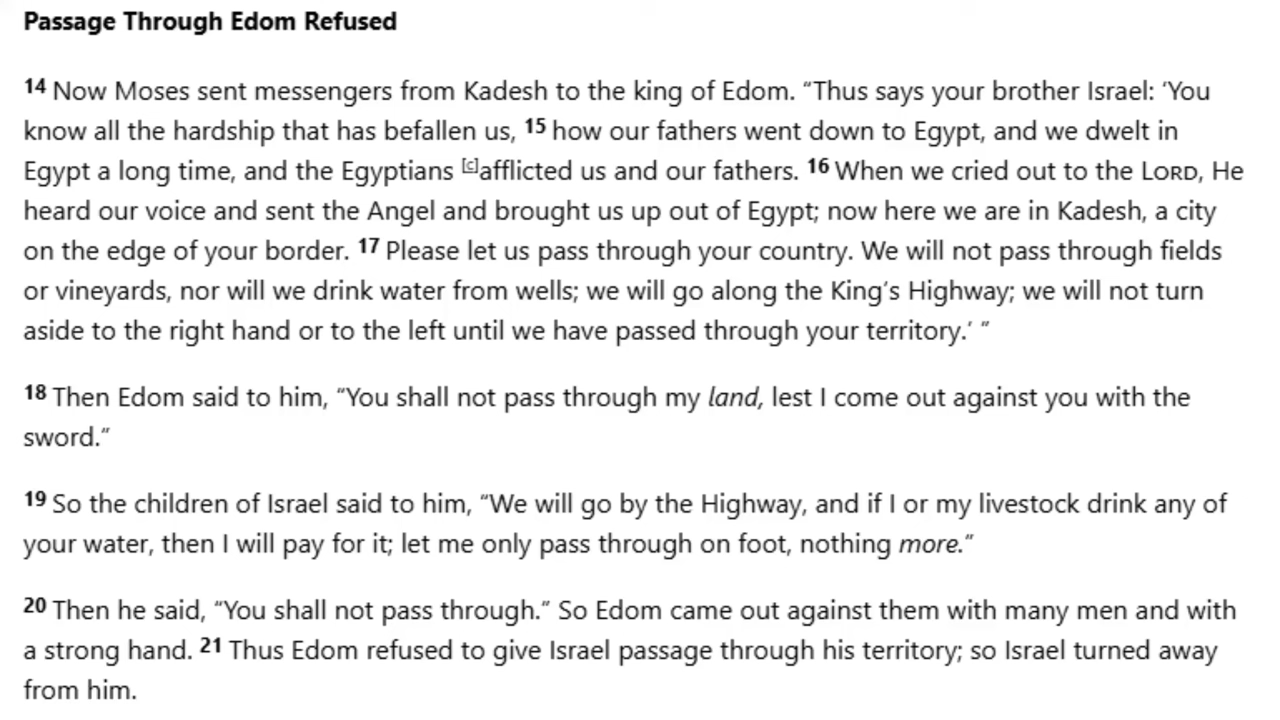 Passage Through Edom Refused
14 Now Moses sent messengers from Kadesh to the king of Edom. “Thus says your brother Israel: ‘You
know all the hardship that has befallen us, 15 how our fathers went down to Egypt, and we dwelt in
Egypt a long time, and the Egyptians [c]afflicted us and our fathers. 16 When we cried out to the LORD, He
heard our voice and sent the Angel and brought us up out of Egypt; now here we are in Kadesh, a city
on the edge of your border. 17 Please let us pass through your country. We will not pass through fields
or vineyards, nor will we drink water from wells; we will go along the King’s Highway; we will not turn
aside to the right hand or to the left until we have passed through your territory.’ ”
18 Then Edom said to him, “You shall not pass through my land, lest I come out against you with the
sword.”
19 So the children of Israel said to him, “We will go by the Highway, and if I or my livestock drink any of
your water, then I will pay for it; let me only pass through on foot, nothing more.”
20 Then he said, “You shall not pass through.” So Edom came out against them with many men and with
a strong hand. 21 Thus Edom refused to give Israel passage through his territory; so Israel turned away
from him.